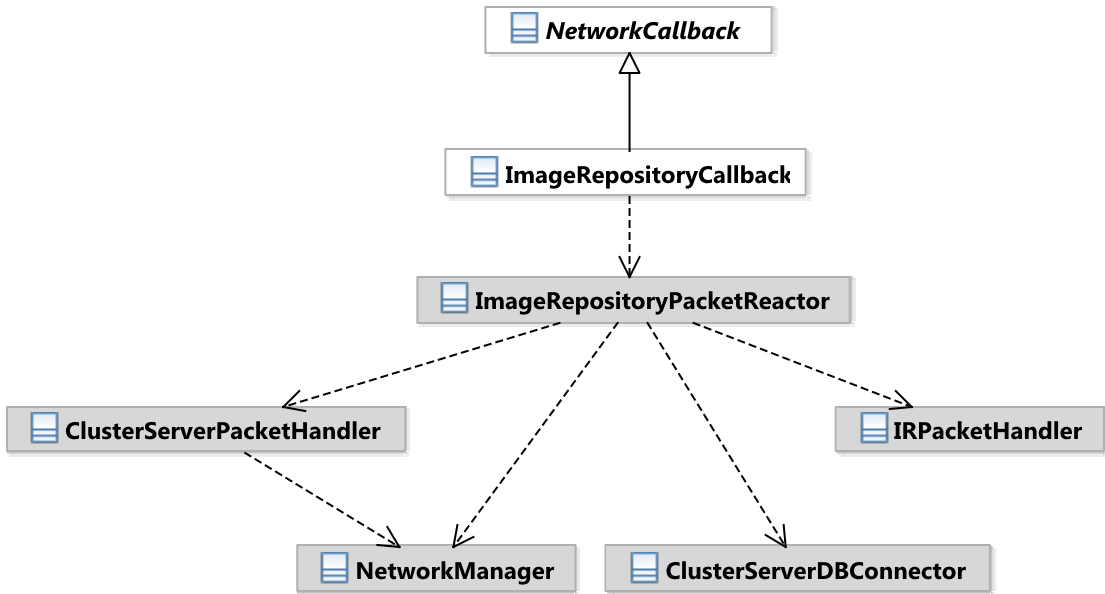 NetworkCallback
ImageRepositoryCallback
ImageRepositoryPacketReactor
ClusterServerPacketHandler
IRPacketHandler
NetworkManager
ClusterServerDBConnector